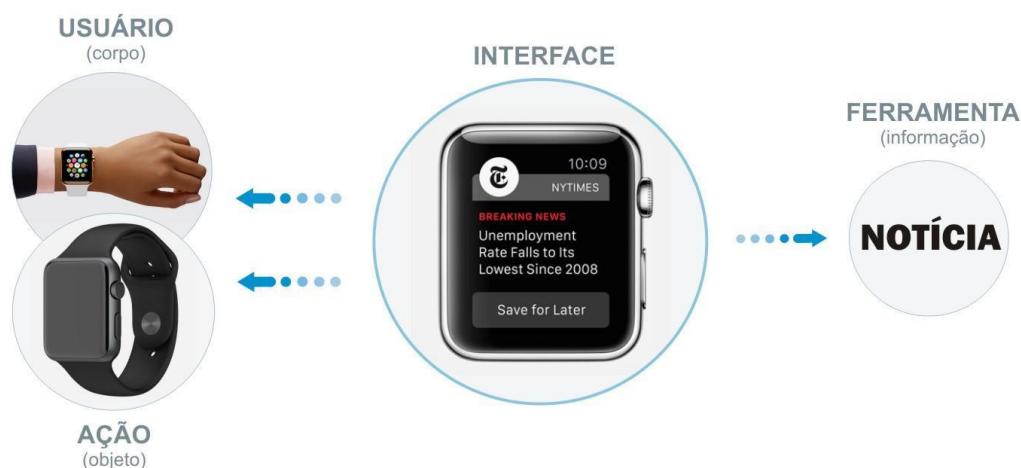 USUÁRIO
(corpo)
INTERFACE
FERRAMENTA
(informação)
10:09
NYTIMES
BREAKING NEWS
Unemployment
Rate Falls to Its
Lowest Since 2008
Save for Later
NOTÍCIA
AÇÃO
(objeto)